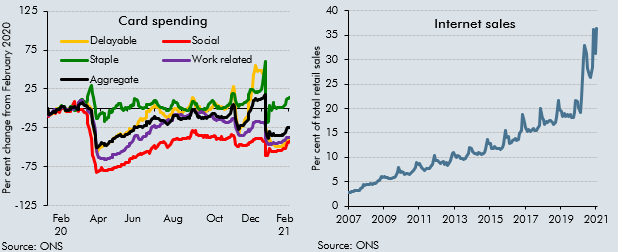 Card spending
Delayable
Social
Staple
Work related
Aggregate
Per cent change from February 2020
125
75
25
-25
-75
-125
Feb
20
Apr
Jun
Aug
Oct
Dec
Feb
21
Source: ONS
Internet sales
Per cent of total retail sales
40
35
30
25
20
15
10
5
0
2007
2009
2011
2013
2015
2017
2019
2021
Source: ONS